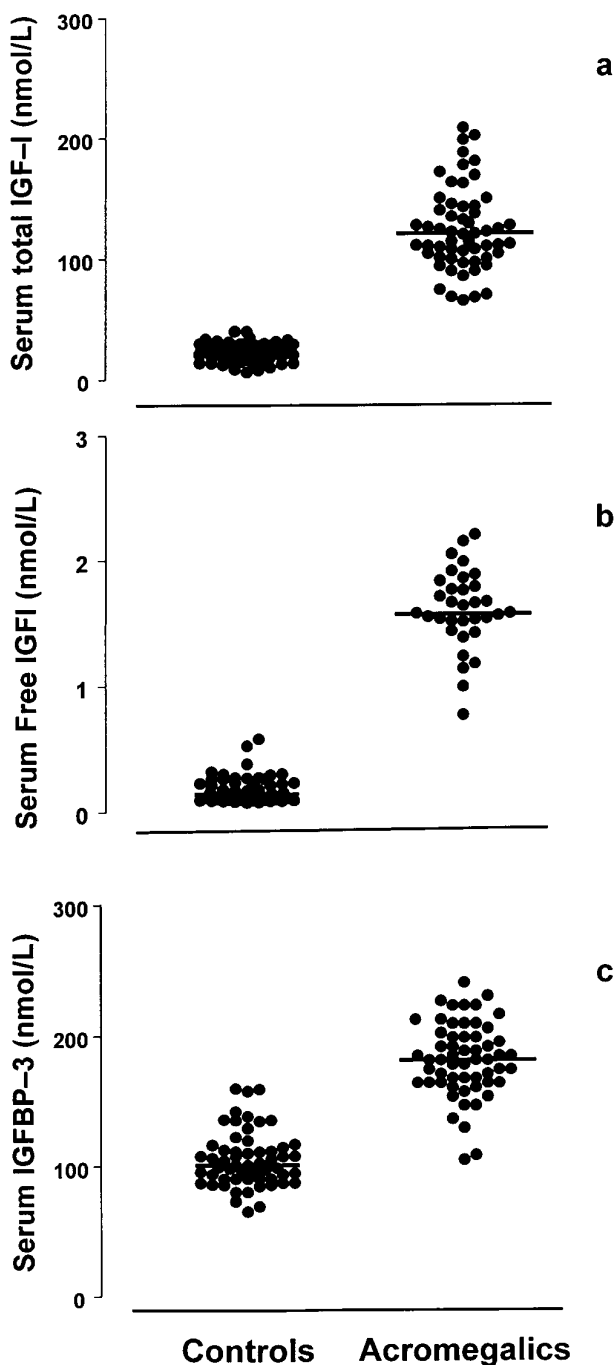 a
Serum total IGF–I (nmol/L)
300
200
100
0
b
Serum Free IGFI (nmol/L)
3
2
1
0
c
Serum IGFBP–3 (nmol/L)
300
200
100
0
Controls Acromegalics